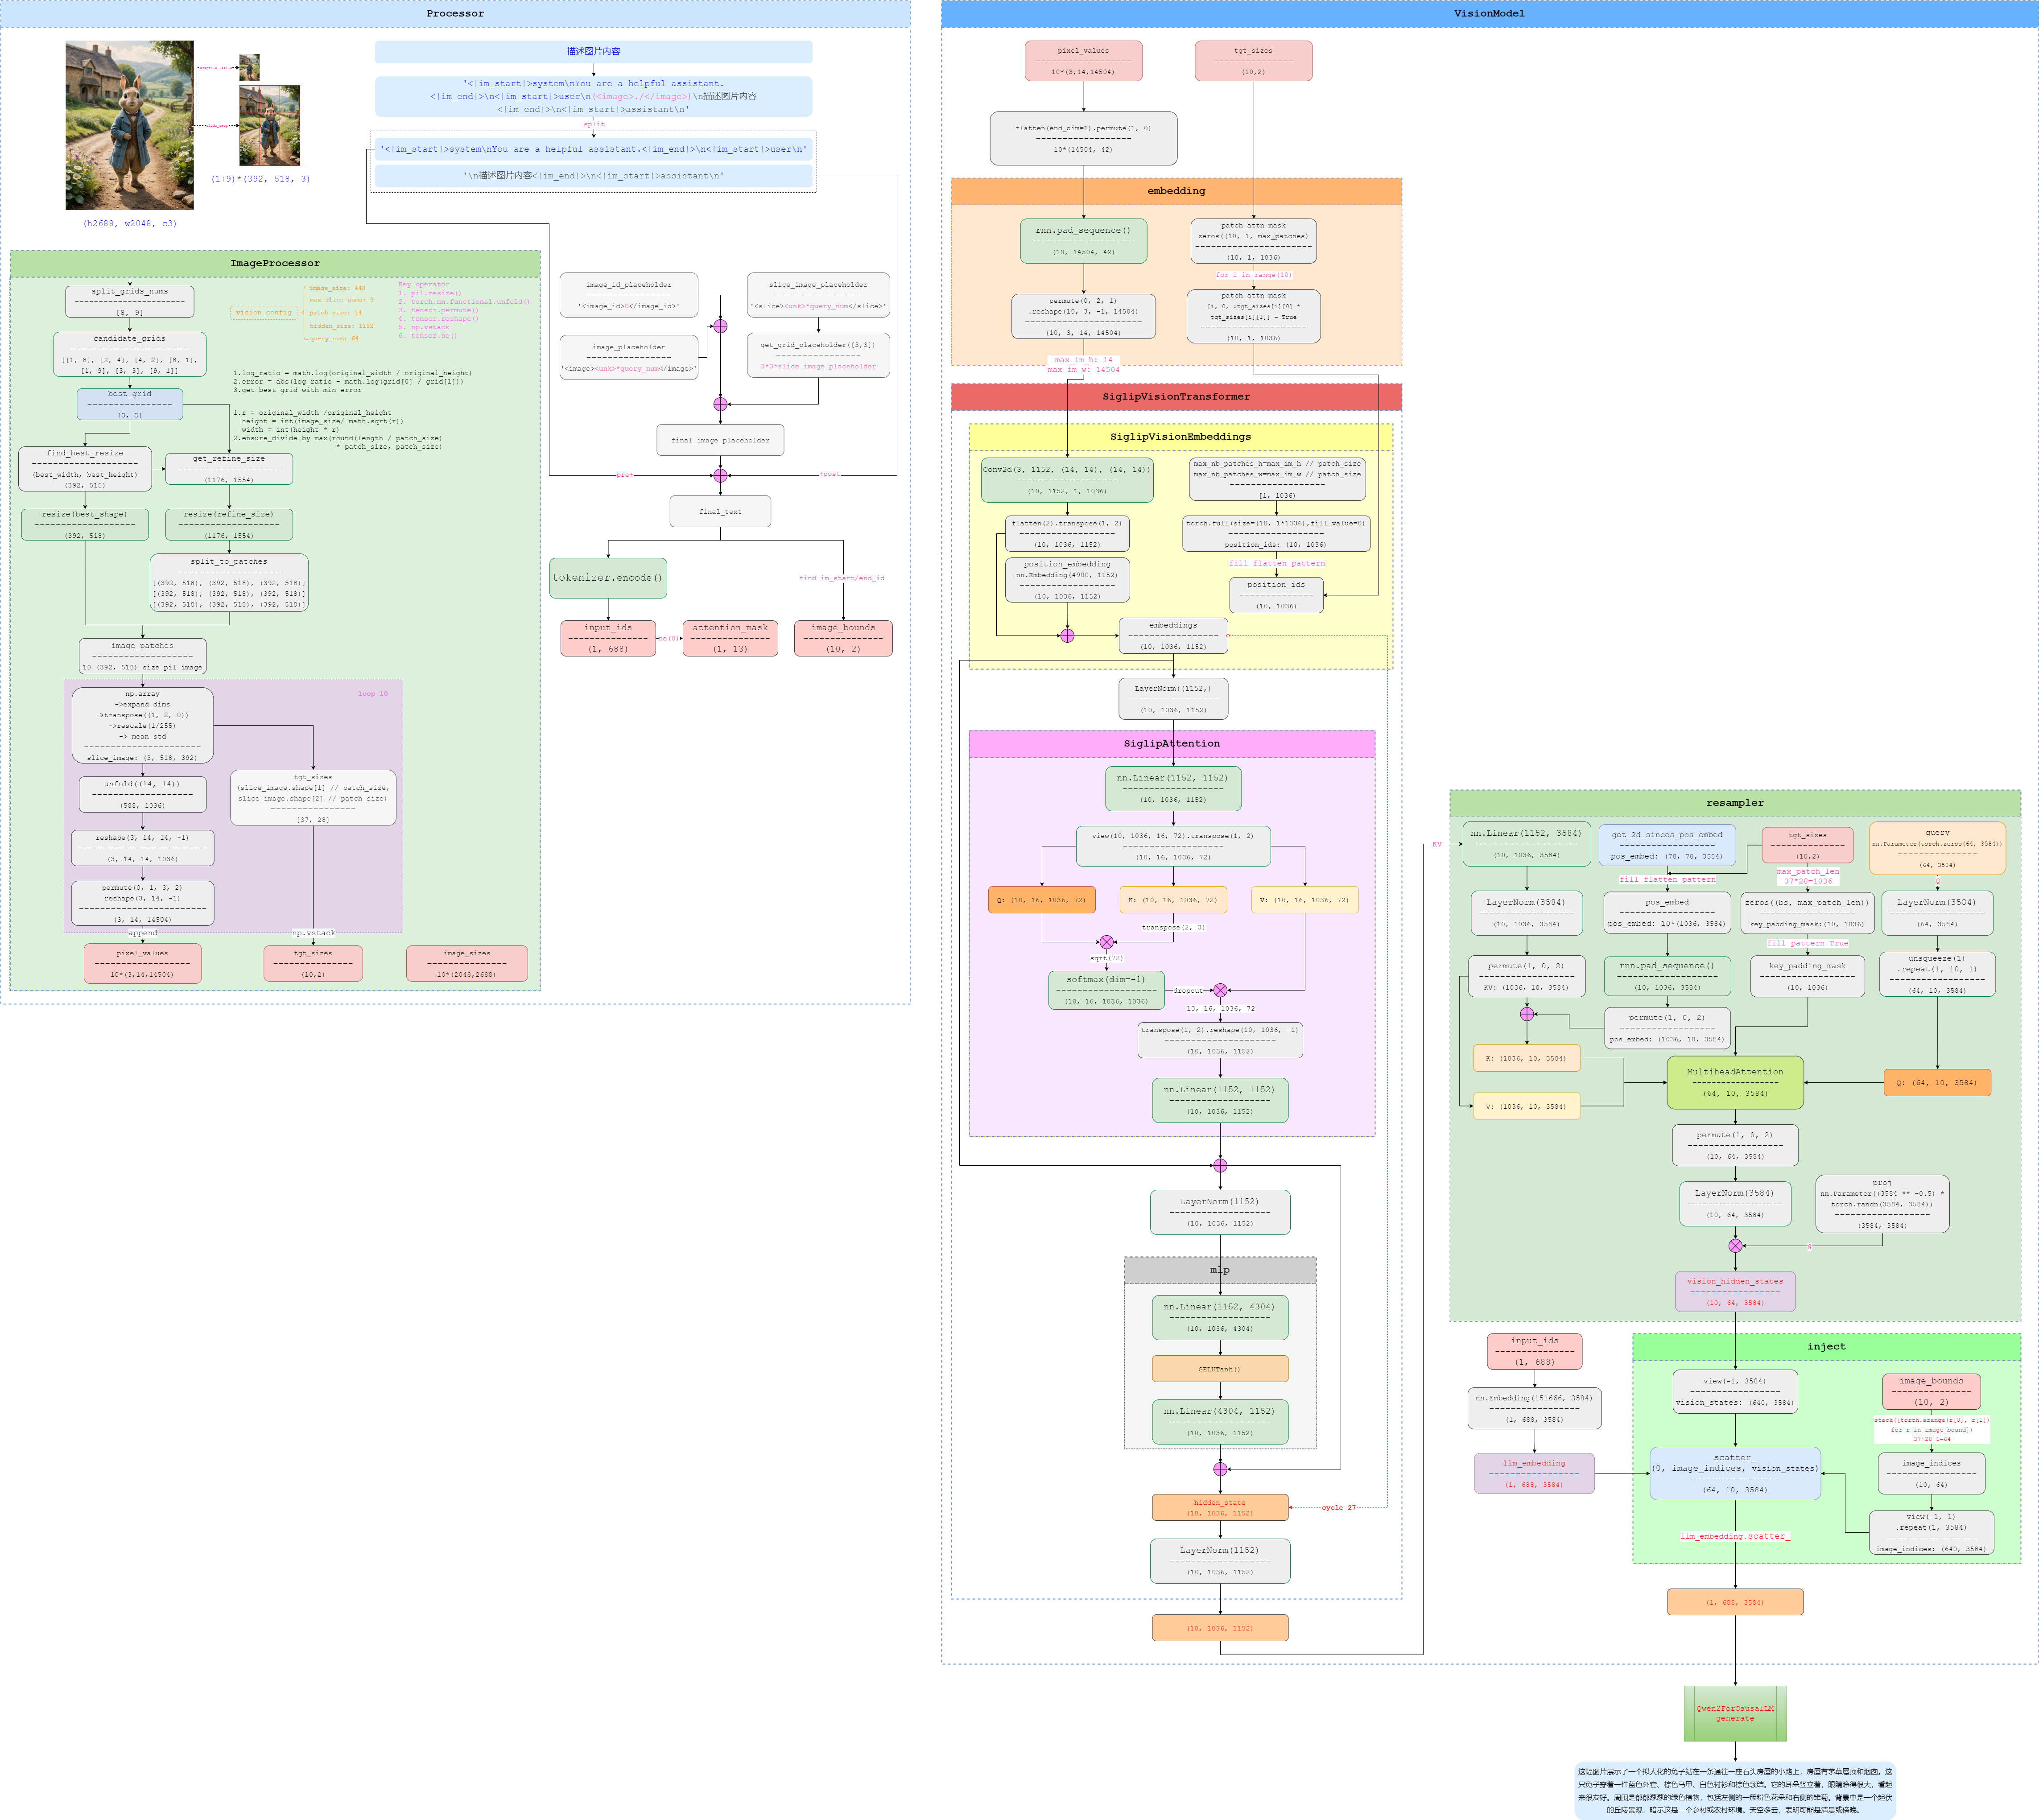 Processor
描述图片内容
'<|im_start|>system\nYou are a helpful assistant.
<|im_end|>\n<|im_start|>user\n(<image>./</image>)\n描述图片内容
<|im_end|>\n<|im_start|>assistant\n'
split
'<|im_start|>system\nYou are a helpful assistant.<|im_end|>\n<|im_start|>user\n'
'\n描述图片内容<|im_end|>\n<|im_start|>assistant\n'
(1+9)*(392, 518, 3)
(h2688, w2048, c3)
ImageProcessor
split_grids_nums
[8, 9]
candidate_grids
[[1, 8], [2, 4], [4, 2], [8, 1],
[1, 9], [3, 3], [9, 1]]
best_grid
[3, 3]
vision_config
image_size: 448
max_slice_nums: 9
patch_size: 14
hidden_size: 1152
query_num: 64
Key operator
1. pil.resize()
2. torch.nn.functional.unfold()
3. tensor.permute()
4. tensor.reshape()
5. np.vstack
6. tensor.ne()
1.log_ratio = math.log(original_width / original_height)
2.error = abs(log_ratio - math.log(grid[0] / grid[1]))
3.get best grid with min error
1.r = original_width /original_height
height = int(image_size/ math.sqrt(r))
width = int(height * r)
2.ensure_divide by max(round(length / patch_size)
* patch_size, patch_size)
find_best_resize
(best_width, best_height)
(392, 518)
get_refine_size
(1176, 1554)
resize(best_shape)
(392, 518)
resize(refine_size)
(1176, 1554)
split_to_patches
[(392, 518), (392, 518), (392, 518)]
[(392, 518), (392, 518), (392, 518)]
[(392, 518), (392, 518), (392, 518)]
image_patches
10 (392, 518) size pil image
loop 10
np.array
->expand_dims
->transpose((1, 2, 0))
->rescale(1/255)
-> mean_std
slice_image: (3, 518, 392)
unfold((14, 14))
(588, 1036)
reshape(3, 14, 14, -1)
(3, 14, 14, 1036)
permute(0, 1, 3, 2)
reshape(3, 14, -1)
(3, 14, 14504)
tgt_sizes
(slice_image.shape[1] // patch_size,
slice_image.shape[2] // patch_size)
[37, 28]
append
np.vstack
pixel_values
10*(3,14,14504)
tgt_sizes
(10,2)
image_sizes
10*(2048,2688)
image_id_placeholder
'<image_id>0</image_id>'
slice_image_placeholder
'<slice><unk>*query_num</slice>'
image_placeholder
'<image><unk>*query_num</image>'
get_grid_placeholder([3,3])
3*3*slice_image_placeholder
final_image_placeholder
pre+
+post
final_text
tokenizer.encode()
find im_start/end_id
input_ids
(1, 688)
ne(0)
attention_mask
(1, 13)
image_bounds
(10, 2)
VisionModel
pixel_values
10*(3,14,14504)
tgt_sizes
(10,2)
flatten(end_dim=1).permute(1, 0)
10*(14504, 42)
embedding
rnn.pad_sequence()
(10, 14504, 42)
patch_attn_mask
zeros((10, 1, max_patches)
(10, 1, 1036)
for i in range(10)
permute(0, 2, 1)
.reshape(10, 3, -1, 14504)
(10, 3, 14, 14504)
patch_attn_mask
[i, 0, :tgt_sizes[i][0] *
tgt_sizes[i][1]] = True
(10, 1, 1036)
max_im_h: 14
max_im_w: 14504
SiglipVisionTransformer
SiglipVisionEmbeddings
Conv2d(3, 1152, (14, 14), (14, 14))
(10, 1152, 1, 1036)
max_nb_patches_h=max_im_h // patch_size
max_nb_patches_w=max_im_w // patch_size
[1, 1036)
flatten(2).transpose(1, 2)
(10, 1036, 1152)
torch.full(size=(10, 1*1036),fill_value=0)
position_ids: (10, 1036)
fill flatten pattern
position_embedding
nn.Embedding(4900, 1152)
(10, 1036, 1152)
position_ids
(10, 1036)
embeddings
(10, 1036, 1152)
LayerNorm((1152,)
(10, 1036, 1152)
SiglipAttention
nn.Linear(1152, 1152)
(10, 1036, 1152)
view(10, 1036, 16, 72).transpose(1, 2)
(10, 16, 1036, 72)
Q: (10, 16, 1036, 72)
K: (10, 16, 1036, 72)
V: (10, 16, 1036, 72)
transpose(2, 3)
sqrt(72)
softmax(dim=-1)
(10, 16, 1036, 1036)
dropout
10, 16, 1036, 72
transpose(1, 2).reshape(10, 1036, -1)
(10, 1036, 1152)
nn.Linear(1152, 1152)
(10, 1036, 1152)
LayerNorm(1152)
(10, 1036, 1152)
mlp
nn.Linear(1152, 4304)
(10, 1036, 4304)
GELUTanh()
nn.Linear(4304, 1152)
(10, 1036, 1152)
hidden_state
(10, 1036, 1152)
cycle 27
LayerNorm(1152)
(10, 1036, 1152)
(10, 1036, 1152)
resampler
KV
nn.Linear(1152, 3584)
(10, 1036, 3584)
get_2d_sincos_pos_embed
pos_embed: (70, 70, 3584)
tgt_sizes
(10,2)
query
nn.Parameter(torch.zeros(64, 3584))
(64, 3584)
fill flatten pattern
max_patch_len
37*28=1036
Q
LayerNorm(3584)
(10, 1036, 3584)
pos_embed
pos_embed: 10*(1036, 3584)
zeros((bs, max_patch_len))
key_padding_mask:(10, 1036)
LayerNorm(3584)
(64, 3584)
fill pattern True
permute(1, 0, 2)
KV: (1036, 10, 3584)
rnn.pad_sequence()
(10, 1036, 3584)
key_padding_mask
(10, 1036)
unsqueeze(1)
.repeat(1, 10, 1)
(64, 10, 3584)
permute(1, 0, 2)
pos_embed: (1036, 10, 3584)
K: (1036, 10, 3584)
MultiheadAttention
(64, 10, 3584)
Q: (64, 10, 3584)
V: (1036, 10, 3584)
permute(1, 0, 2)
(10, 64, 3584)
LayerNorm(3584)
(10, 64, 3584)
proj
nn.Parameter((3584 ** -0.5) *
torch.randn(3584, 3584))
(3584, 3584)
vision_hidden_states
(10, 64, 3584)
input_ids
(1, 688)
nn.Embedding(151666, 3584)
(1, 688, 3584)
llm_embedding
(1, 688, 3584)
inject
view(-1, 3584)
vision_states: (640, 3584)
image_bounds
(10, 2)
stack([torch.arange(r[0], r[1])
for r in image_bound])
scatter_
(0, image_indices, vision_states)
(64, 10, 3584)
image_indices
(10, 64)
view(-1, 1)
.repeat(1, 3584)
image_indices: (640, 3584)
llm_embedding.scatter_
(1, 688, 3584)
Qwen2ForCausalLM
generate
这幅图片展示了一个拟人化的兔子站在一条通往一座石头房屋的小路上，房屋有茅草屋顶和烟囱。这
只兔子穿着一件蓝色外套、棕色马甲、白色衬衫和棕色领结。它的耳朵竖立着，眼睛睁得很大，看起
来很友好。周围是郁郁葱葱的绿色植物，包括左侧的一簇粉色花朵和右侧的雏菊。背景中是一个起伏
的丘陵景观，暗示这是一个乡村或农村环境。天空多云，表明可能是清晨或傍晚。